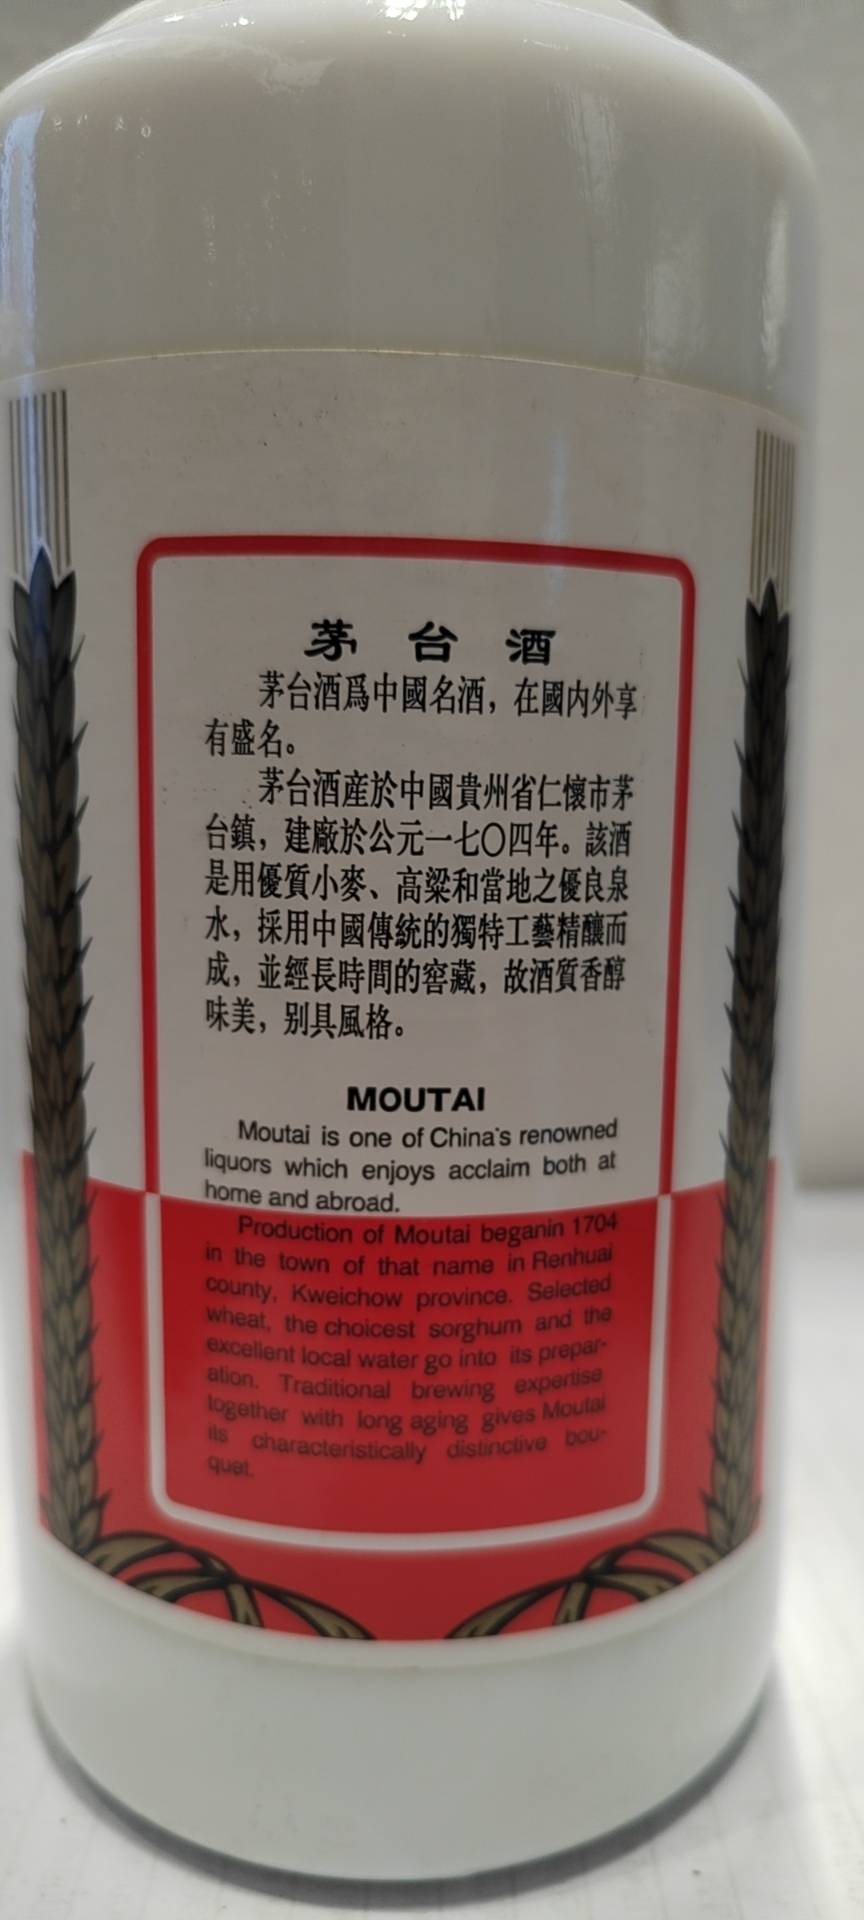 茅台酒
茅台酒爲中國名酒，在國内外享
有盛名。
茅台酒産於中國貴州省仁懷市茅
台鎮，建廠於公元一七〇四年。該酒
是用優質小麥、高粱和當地之優良泉
水，採用中國傳統的獨特工藝精釀而
成，並經長時間的窖藏，故酒質香醇
味美，别具風格。
MOUTAI
Moutai is one of China's renowned
liquors which enjoys acclaim both at
home and abroad.
Production of Moutai beganin 1704
in the town of that name in Renhuai
county, Kweichow province. Selected
wheat, the choicest sorghum and the
excellent local water go into its prepar-
ation. Traditional brewing expertise
together with long aging gives Moutai
its characteristically distinctive bou-
quet.